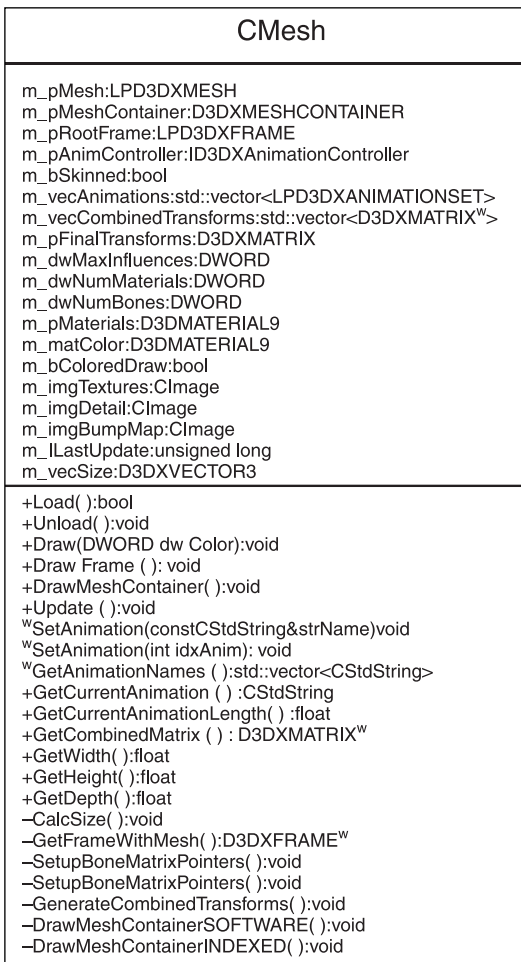 CMesh
m_pMesh:LPD3DXMESH
m_pMeshContainer:D3DXMESHCONTAINER
m_pRootFrame:LPD3DXFRAME
m_pAnimController:ID3DXAnimationController
m_bSkinned:bool
m_vecAnimations:std::vector<LPD3DXANIMATIONSET>
m_vecCombinedTransforms:std::vector<D3DXMATRIXʷ>
m_pFinalTransforms:D3DXMATRIX
m_dwMaxInfluences:DWORD
m_dwNumMaterials:DWORD
m_dwNumBones:DWORD
m_pMaterials:D3DMATERIAL9
m_matColor:D3DMATERIAL9
m_bColoredDraw:bool
m_imgTextures:CImage
m_imgDetail:CImage
m_imgBumpMap:CImage
m_lLastUpdate:unsigned long
m_vecSize:D3DXVECTOR3
+Load( ):bool
+Unload( ):void
+Draw(DWORD dw Color):void
+Draw Frame ( ): void
+DrawMeshContainer( ):void
+Update ( ):void
ʷSetAnimation(constCStdString&strName)void
ʷSetAnimation(int idxAnim): void
ʷGetAnimationNames ( ):std::vector<CStdString>
+GetCurrentAnimation ( ) :CStdString
+GetCurrentAnimationLength( ) :float
+GetCombinedMatrix ( ) : D3DXMATRIXʷ
+GetWidth( ):float
+GetHeight( ):float
+GetDepth( ):float
–CalcSize( ):void
–GetFrameWithMesh( ):D3DXFRAMEʷ
–SetupBoneMatrixPointers( ):void
–SetupBoneMatrixPointers( ):void
–GenerateCombinedTransforms( ):void
–DrawMeshContainerSOFTWARE( ):void
–DrawMeshContainerINDEXED( ):void